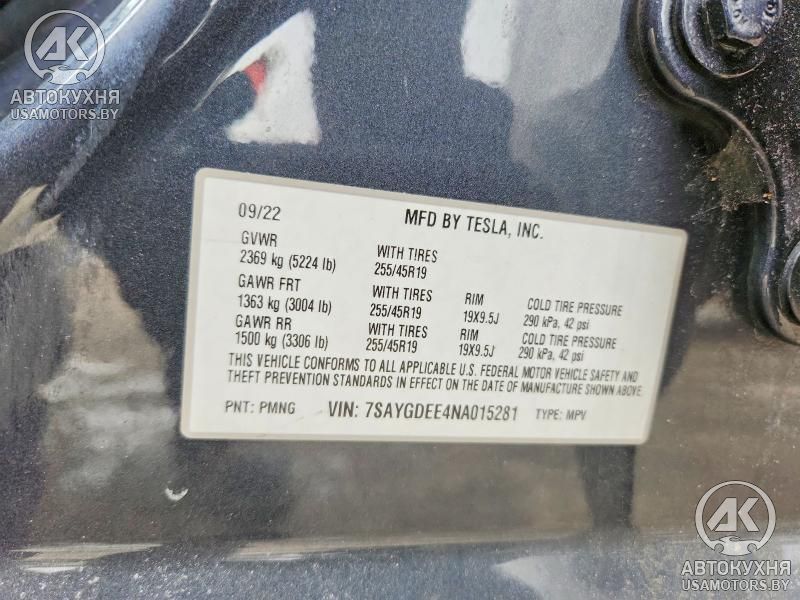 АК
АВТОКУХНЯ
USAMOTORS.BY
09/22 MFD BY TESLA, INC.
GVWR
2369 kg (5224 lb) WITH TIRES 255/45R19
GAWR FRT
1363 kg (3004 lb) WITH TIRES 255/45R19 RIM 19X9.5J COLD TIRE PRESSURE 290 kPa, 42 psi
GAWR RR
1500 kg (3306 lb) WITH TIRES 255/45R19 RIM 19X9.5J COLD TIRE PRESSURE 290 kPa, 42 psi
THIS VEHICLE CONFORMS TO ALL APPLICABLE U.S. FEDERAL MOTOR VEHICLE SAFETY AND
THEFT PREVENTION STANDARDS IN EFFECT ON THE DATE OF MANUFACTURE SHOWN ABOVE.
PNT: PMNG VIN: 7SAYGDEE4NA015281 TYPE: MPV
АК
АВТОКУХНЯ
USAMOTORS.BY